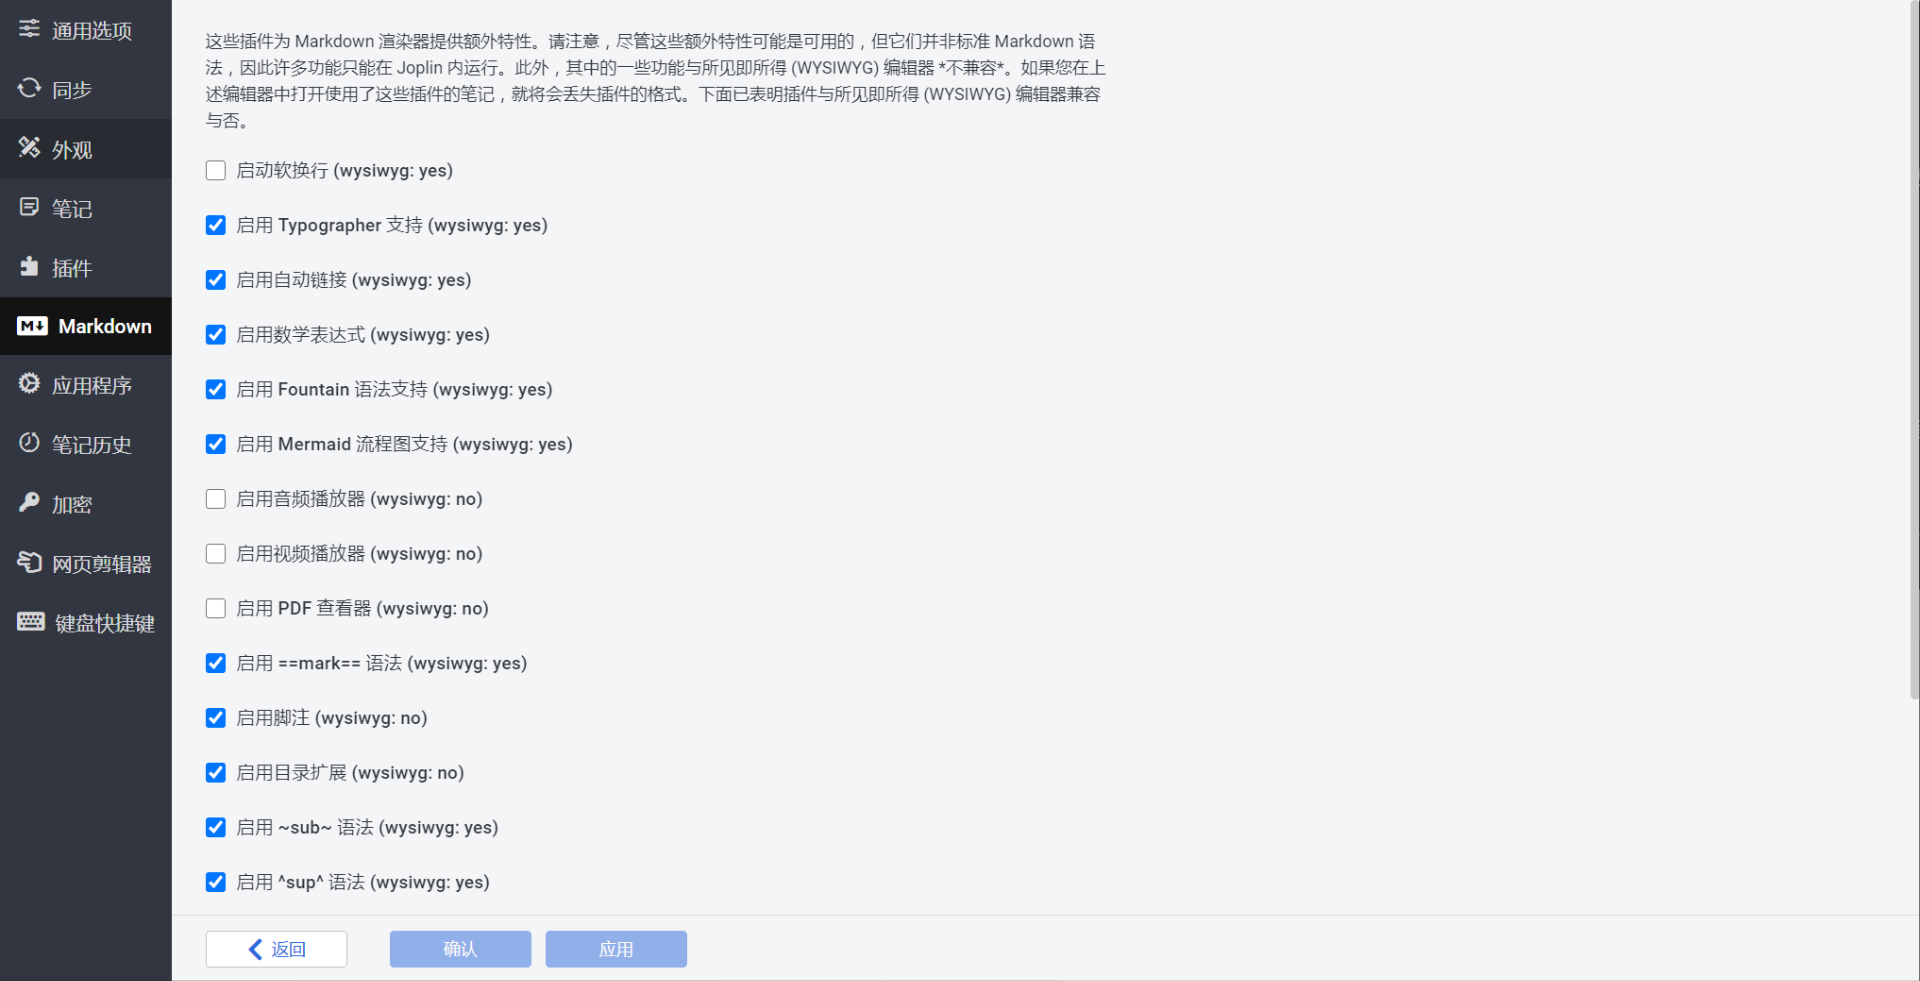 通用选项
同步
外观
笔记
插件
Markdown
应用程序
笔记历史
加密
网页剪辑器
键盘快捷键
这些插件为 Markdown 渲染器提供额外特性。请注意，尽管这些额外特性可能是可用的，但它们并非标准 Markdown 语
法，因此许多功能只能在 Joplin 内运行。此外，其中的一些功能与所见即所得 (WYSIWYG) 编辑器 *不兼容*。如果您在上
述编辑器中打开使用了这些插件的笔记，就将会丢失插件的格式。下面已表明插件与所见即所得 (WYSIWYG) 编辑器兼容
与否。
启动软换行 (wysiwyg: yes)
启用 Typographer 支持 (wysiwyg: yes)
启用自动链接 (wysiwyg: yes)
启用数学表达式 (wysiwyg: yes)
启用 Fountain 语法支持 (wysiwyg: yes)
启用 Mermaid 流程图支持 (wysiwyg: yes)
启用音频播放器 (wysiwyg: no)
启用视频播放器 (wysiwyg: no)
启用 PDF 查看器 (wysiwyg: no)
启用 ==mark== 语法 (wysiwyg: yes)
启用脚注 (wysiwyg: no)
启用目录扩展 (wysiwyg: no)
启用 ~sub~ 语法 (wysiwyg: yes)
启用 ^sup^ 语法 (wysiwyg: yes)
返回
确认
应用